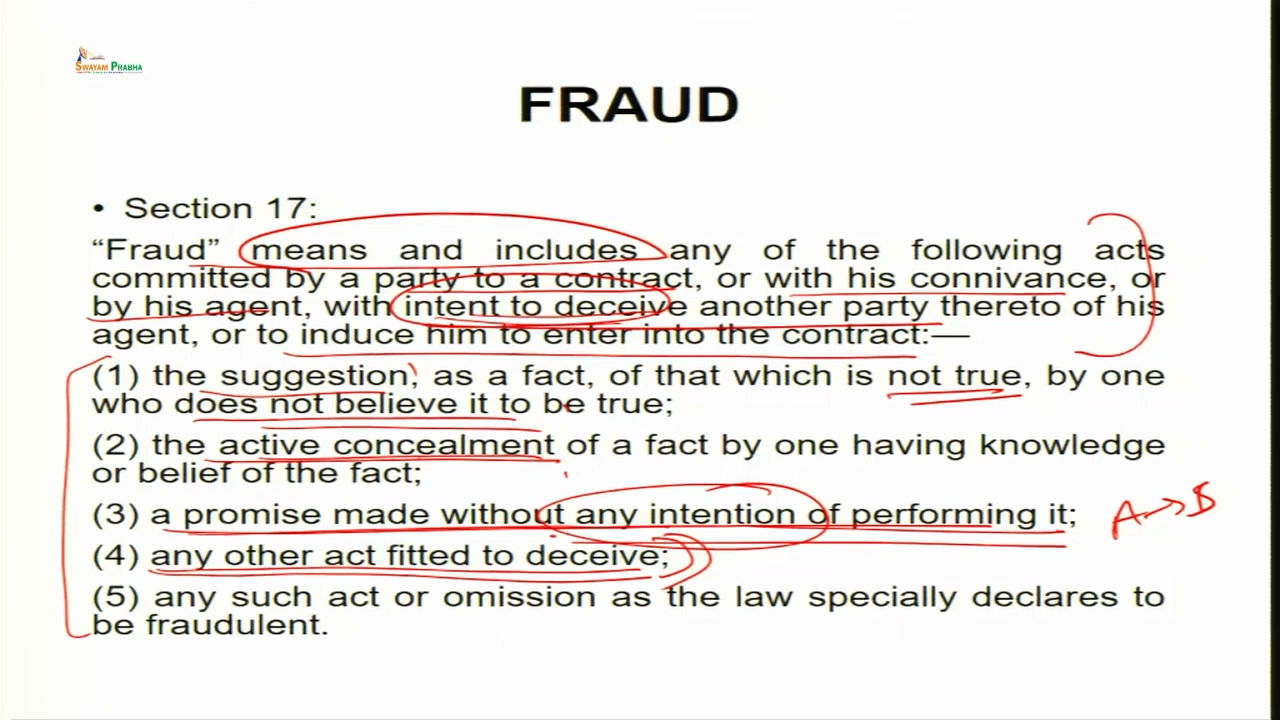 SWAYAM PRABHA
FRAUD
• Section 17:
“Fraud” means and includes any of the following acts
committed by a party to a contract, or with his connivance, or
by his agent, with intent to deceive another party thereto of his
agent, or to induce him to enter into the contract:—
(1) the suggestion, as a fact, of that which is not true, by one
who does not believe it to be true;
(2) the active concealment of a fact by one having knowledge
or belief of the fact;
(3) a promise made without any intention of performing it;
A→B
(4) any other act fitted to deceive;
(5) any such act or omission as the law specially declares to
be fraudulent.